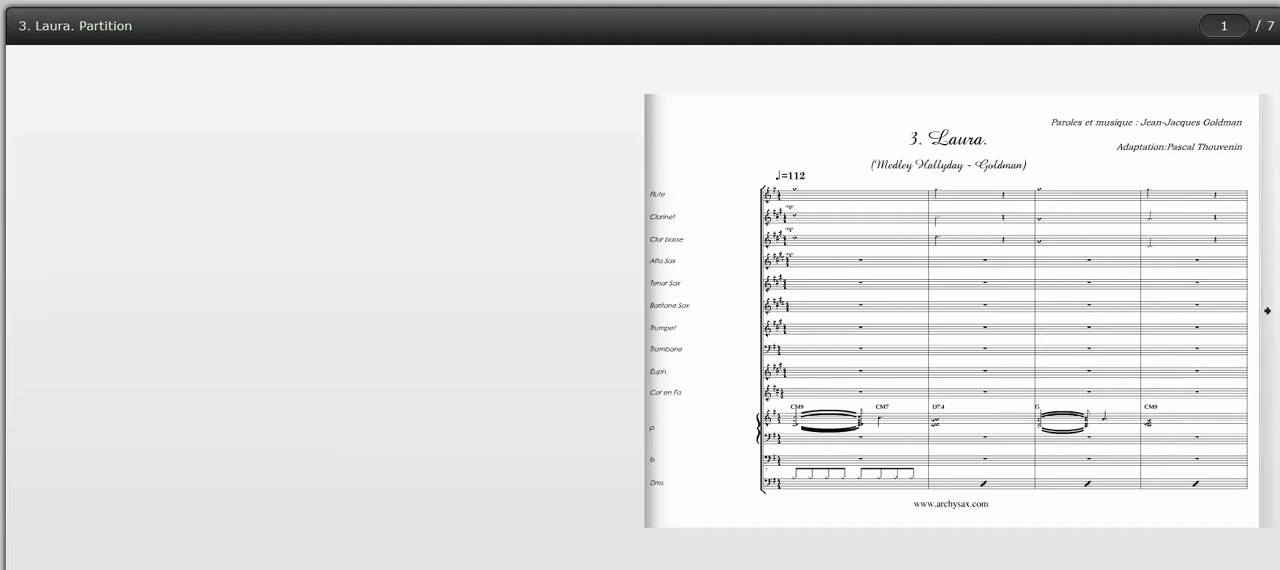 3. Laura. Partition
1 / 7
Paroles et musique : Jean-Jacques Goldman
3. Laura.
Adaptation:Pascal Thouvenin
(Medley Hallyday - Goldman)
♩=112
Flute
Clarinet
Clar basse
Alto Sax
Tenor Sax
Baritone Sax
Trumpet
Trombone
Euph.
Cor en Fa
CM9 CM7 D7.4 G CM9
p
b
Dms
www.archysax.com